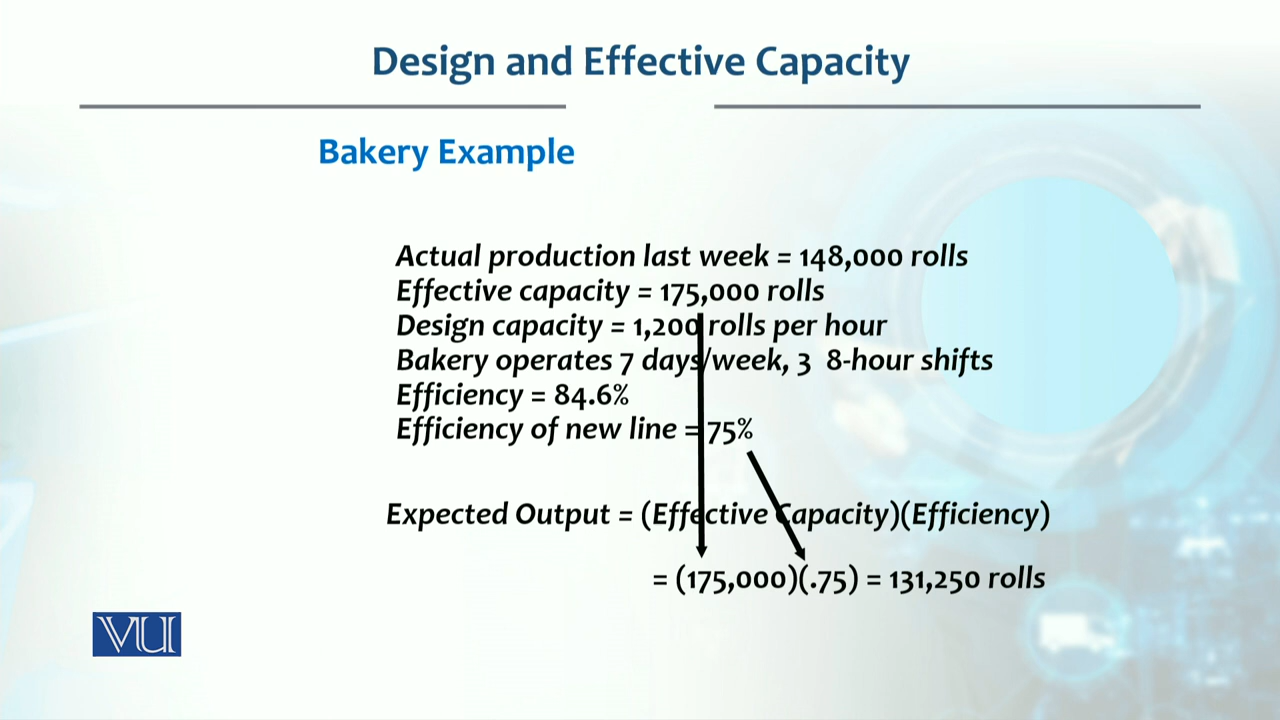 Design and Effective Capacity
Bakery Example
Actual production last week = 148,000 rolls
Effective capacity = 175,000 rolls
Design capacity = 1,200 rolls per hour
Bakery operates 7 days/week, 3 8-hour shifts
Efficiency = 84.6%
Efficiency of new line = 75%
Expected Output = (Effective Capacity)(Efficiency)
= (175,000)(.75) = 131,250 rolls
VU